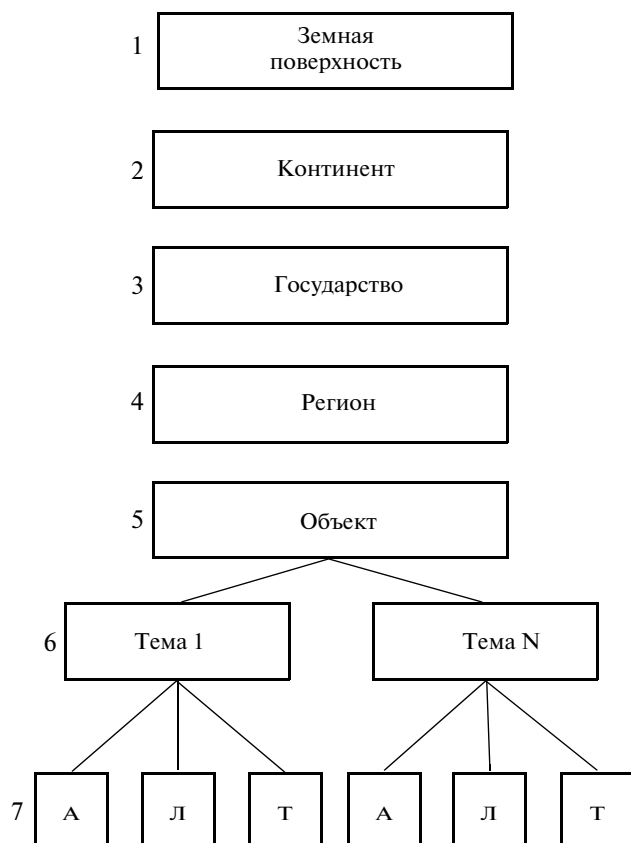 1 Земная
поверхность
2 Континент
3 Государство
4 Регион
5 Объект
6 Тема 1 Тема N
7 А Л Т А Л Т